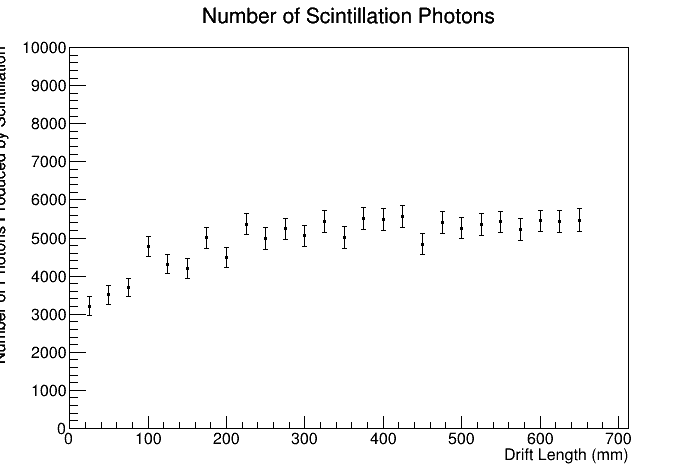 Number of Scintillation Photons
Number of Photons Produced by Scintillation
10000
9000
8000
7000
6000
5000
4000
3000
2000
1000
0
0 100 200 300 400 500 600 700
Drift Length (mm)